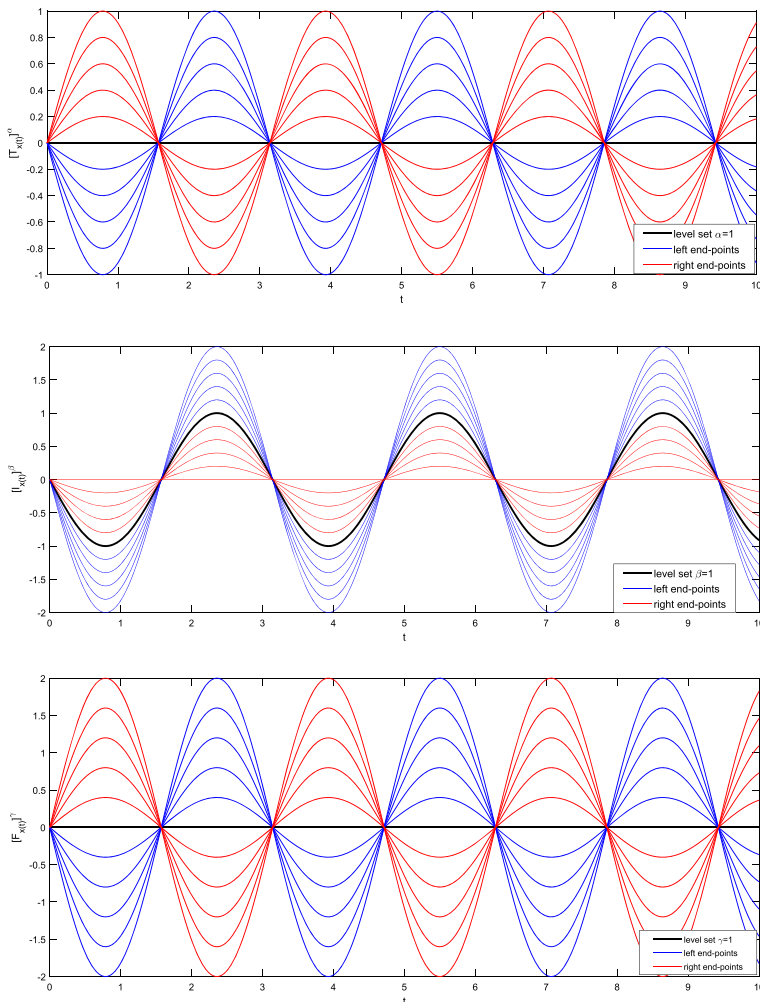 1
0.8
0.6
0.4
0.2
0
-0.2
-0.4
-0.6
-0.8
-1
[T x(t)]α
level set α=1
left end-points
right end-points
0 1 2 3 4 5 6 7 8 9 10
t
2
1.5
1
0.5
0
-0.5
-1
-1.5
-2
[I x(t)]β
level set β=1
left end-points
right end-points
0 1 2 3 4 5 6 7 8 9 10
t
2
1.5
1
0.5
0
-0.5
-1
-1.5
-2
[F x(t)]γ
level set γ=1
left end-points
right end-points
0 1 2 3 4 5 6 7 8 9 10
t